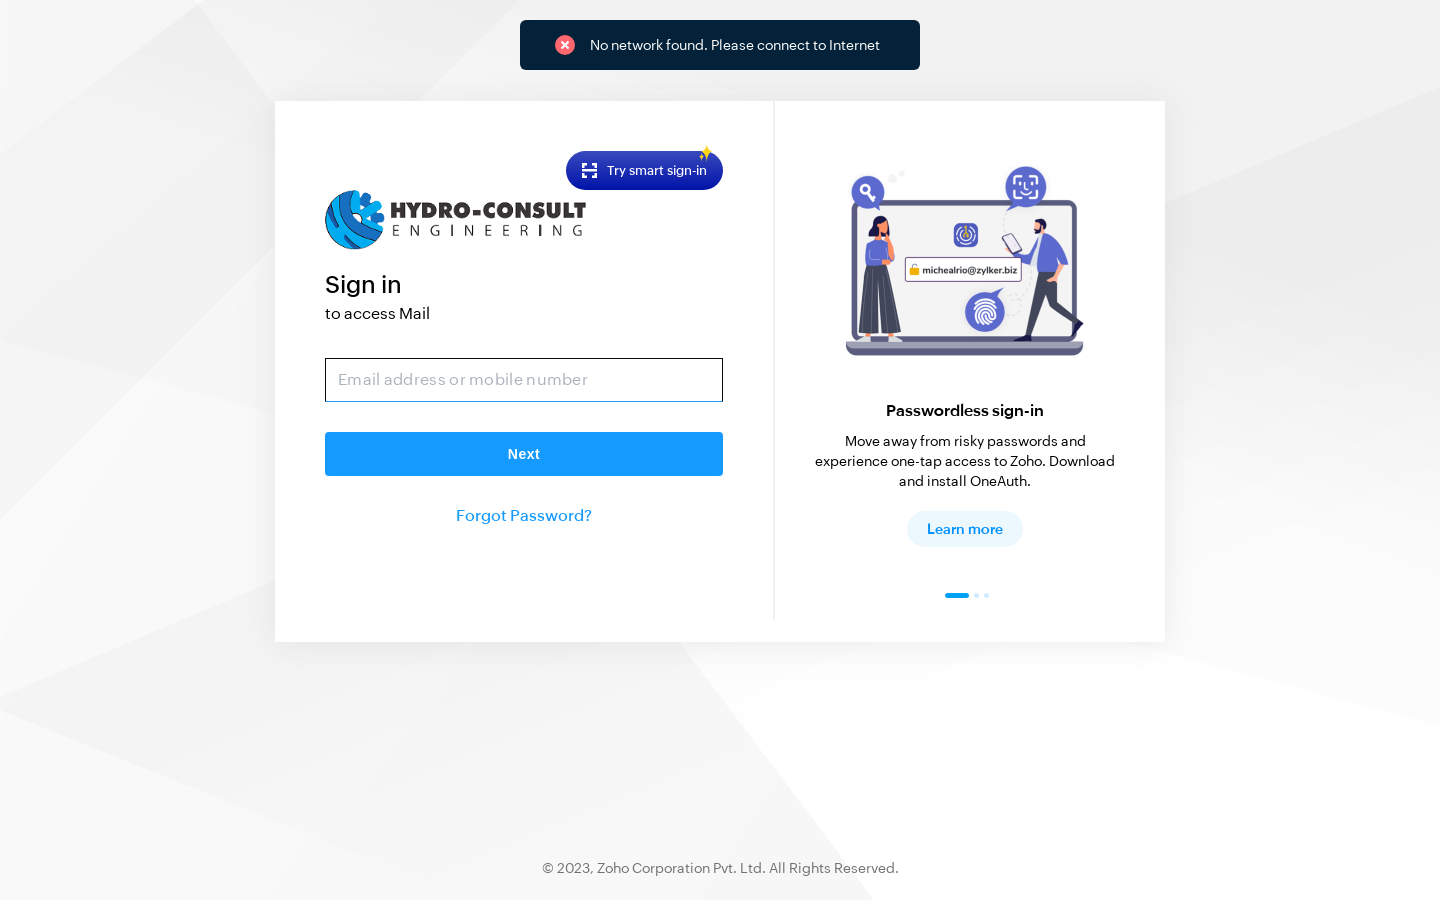 No network found. Please connect to Internet
Try smart sign-in
HYDRO-CONSULT
ENGINEERING
Sign in
to access Mail
Email address or mobile number
Next
Forgot Password?
michealrio@zylker.biz
Passwordless sign-in
Move away from risky passwords and
experience one-tap access to Zoho. Download
and install OneAuth.
Learn more
© 2023, Zoho Corporation Pvt. Ltd. All Rights Reserved.